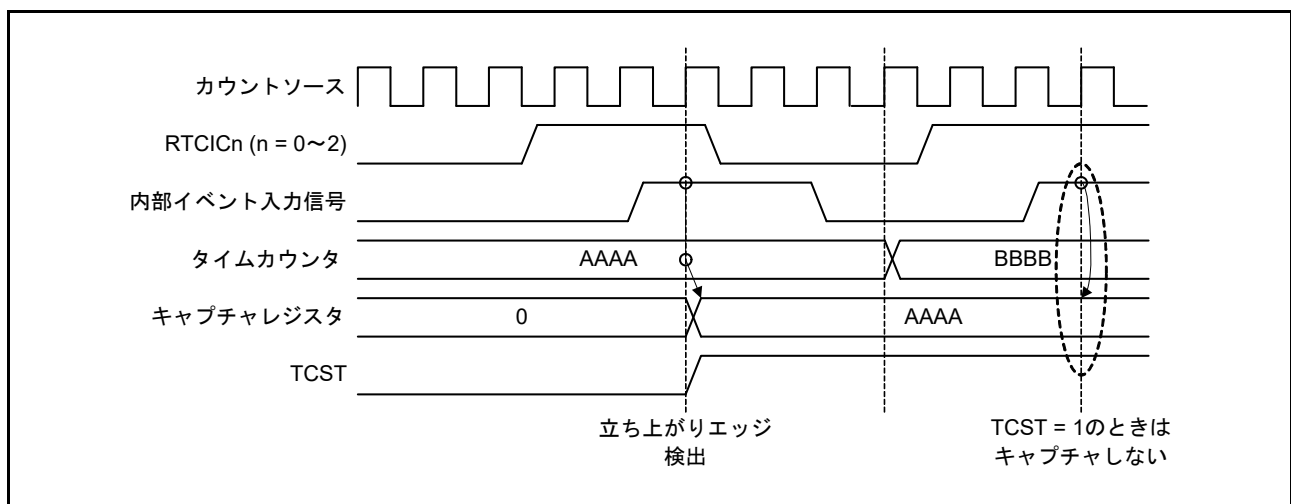 カウントソース
RTCICn (n = 0〜2)
内部イベント入力信号
タイムカウンタ
AAAA
BBBB
キャプチャレジスタ
0
AAAA
TCST
立ち上がりエッジ
検出
TCST = 1のときは
キャプチャしない